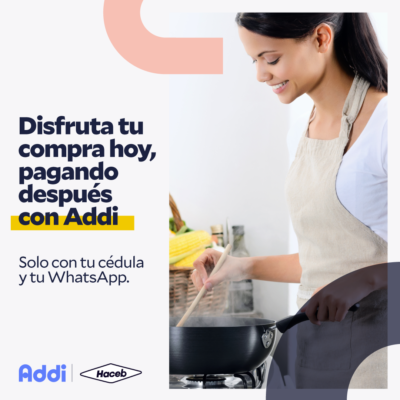 Disfruta tu
compra hoy,
pagando
después
con Addi
Solo con tu cédula
y tu WhatsApp.
Addi
Haceb